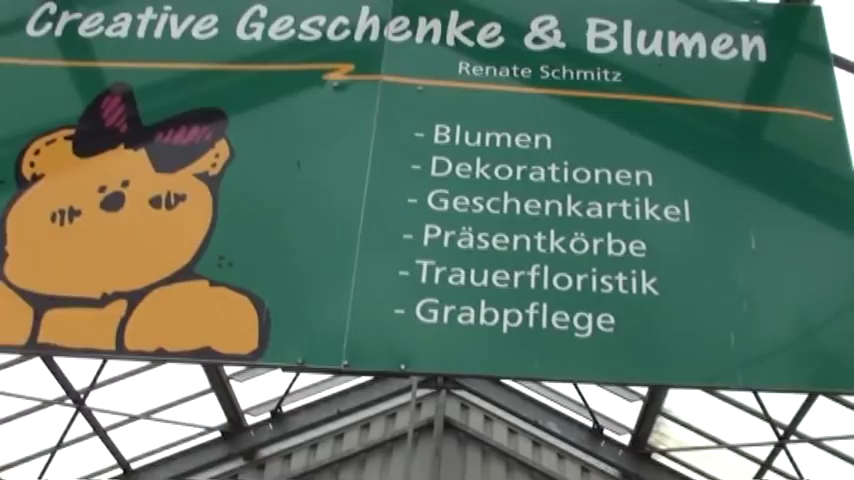 Creative Geschenke & Blumen
Renate Schmitz
- Blumen
- Dekorationen
- Geschenkartikel
- Präsentkörbe
- Trauerfloristik
- Grabpflege